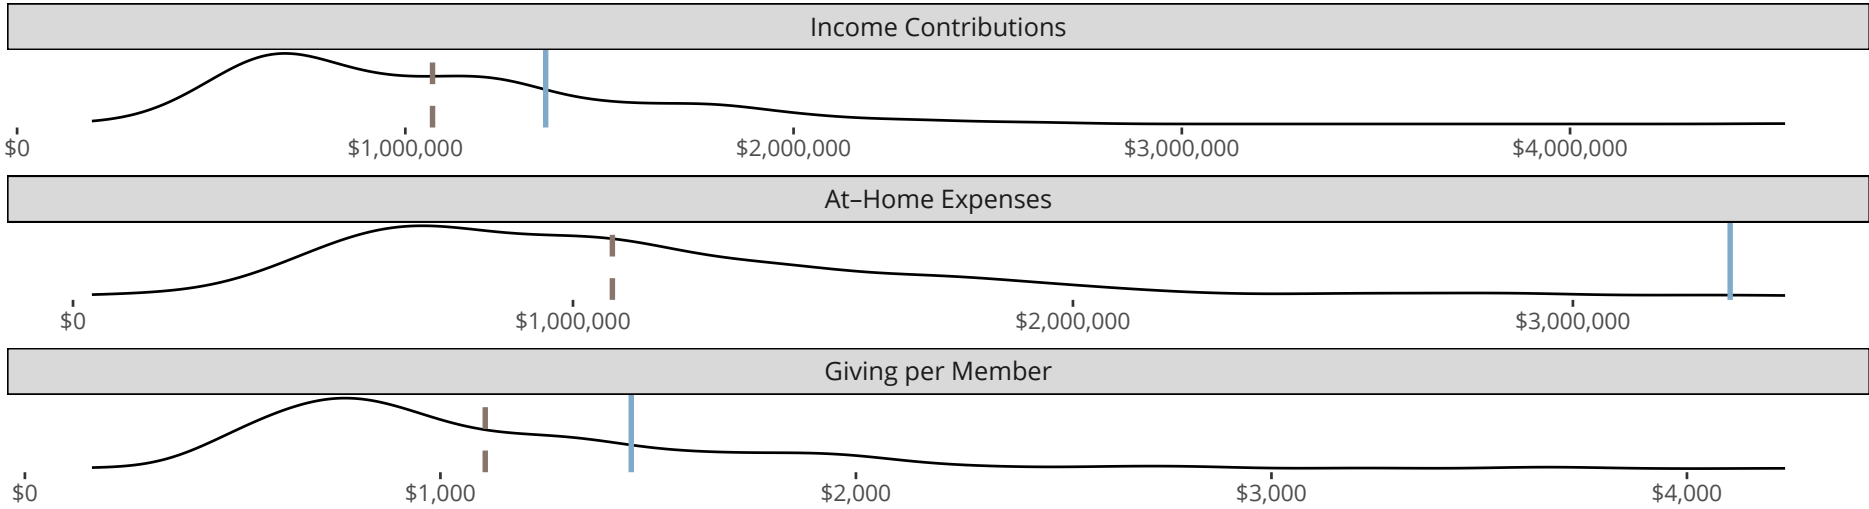 Income Contributions
$0 $1,000,000 $2,000,000 $3,000,000 $4,000,000
At–Home Expenses
$0 $1,000,000 $2,000,000 $3,000,000
Giving per Member
$0 $1,000 $2,000 $3,000 $4,000